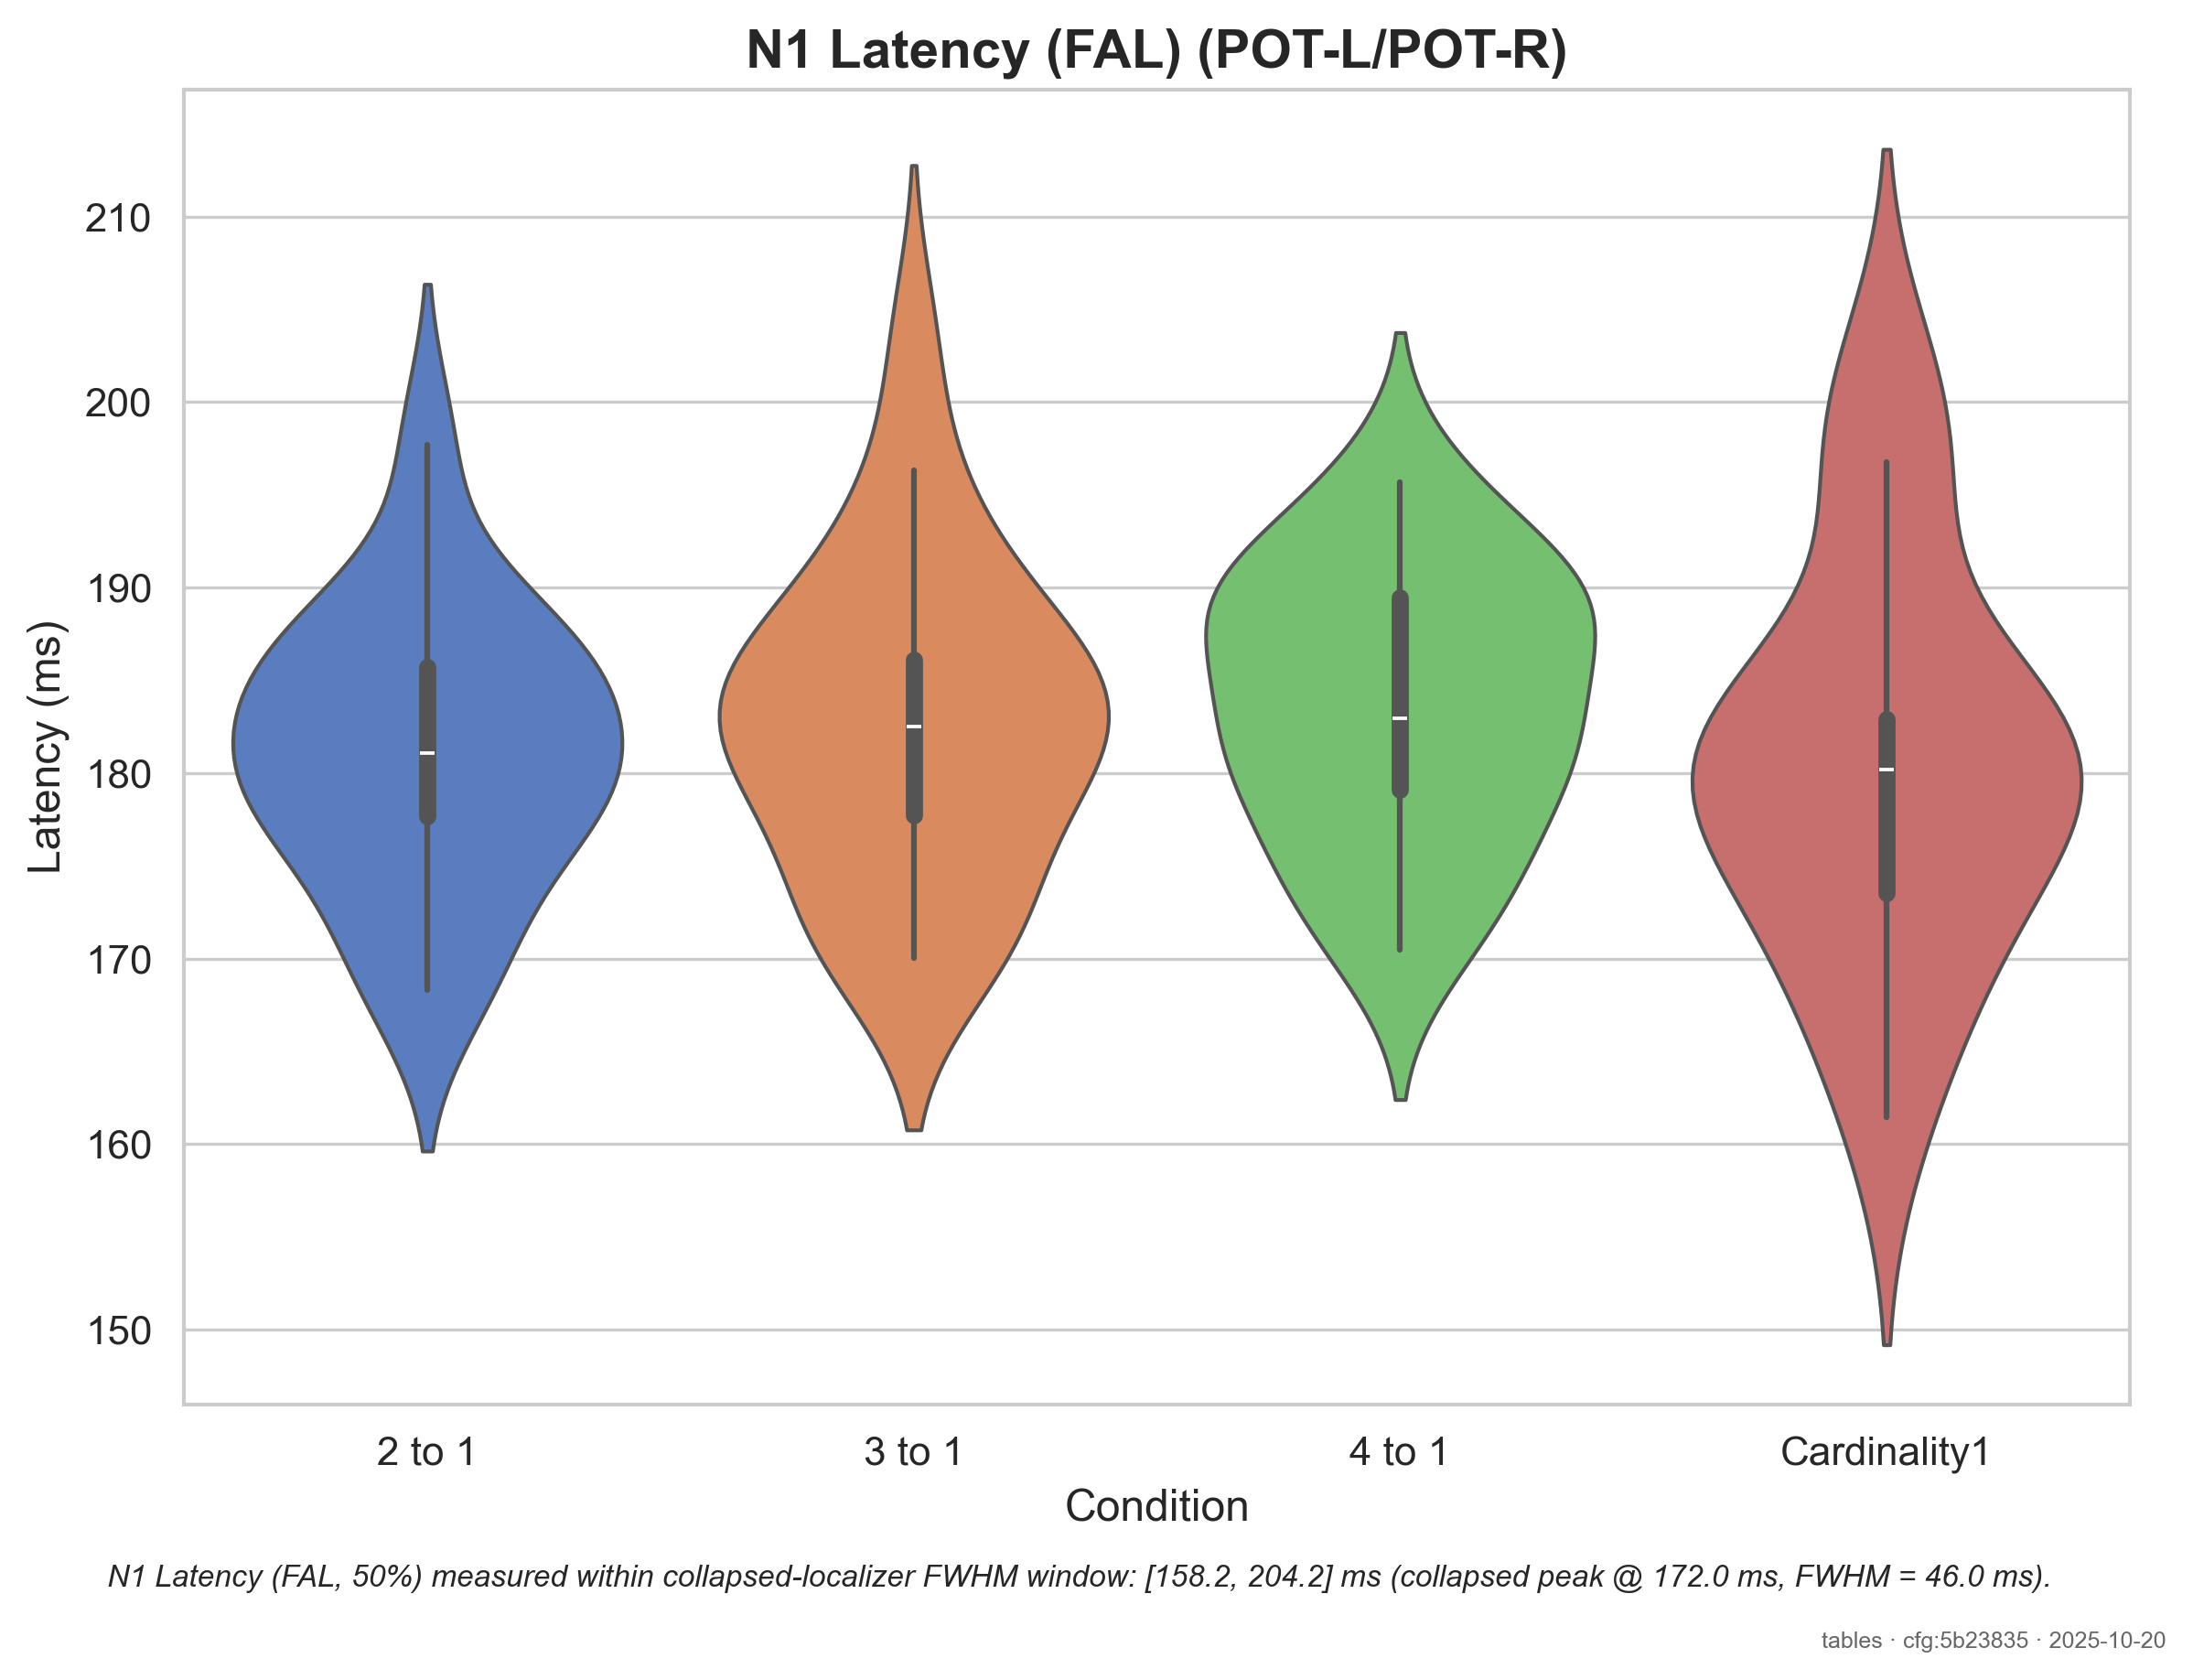 N1 Latency (FAL) (POT-L/POT-R)
Latency (ms)
210
200
190
180
170
160
150
2 to 1
3 to 1
4 to 1
Cardinality1
Condition
N1 Latency (FAL, 50%) measured within collapsed-localizer FWHM window: [158.2, 204.2] ms (collapsed peak @ 172.0 ms, FWHM = 46.0 ms).
tables · cfg:5b23835 · 2025-10-20